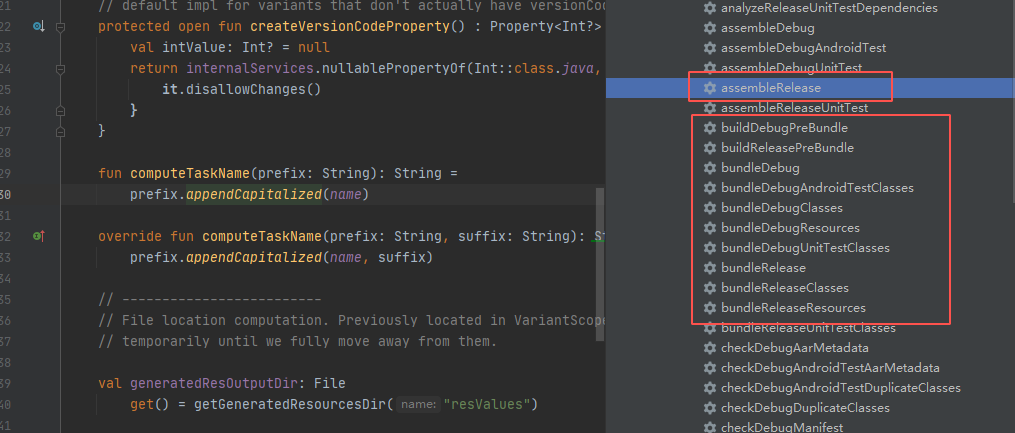 21 // default impl for variants that don't actually have versionCod
22 protected open fun createVersionCodeProperty() : Property<Int?>
23 val intValue: Int? = null
24 return internalServices.nullablePropertyOf(Int::class.java,
25 it.disallowChanges()
26 }
27 }
28
29 fun computeTaskName(prefix: String): String =
30 prefix.appendCapitalized(name)
31
32 override fun computeTaskName(prefix: String, suffix: String): St
33 prefix.appendCapitalized(name, suffix)
34
35 // -------------------------
36 // File location computation. Previously located in VariantScope
37 // temporarily until we fully move away from them.
38
39 val generatedResOutputDir: File
40 get() = getGeneratedResourcesDir( name: "resValues")
41
analyzeReleaseUnitTestDependencies
assembleDebug
assembleDebugAndroidTest
assembleDebugUnitTest
assembleRelease
assembleReleaseUnitTest
buildDebugPreBundle
buildReleasePreBundle
bundleDebug
bundleDebugAndroidTestClasses
bundleDebugClasses
bundleDebugResources
bundleDebugUnitTestClasses
bundleRelease
bundleReleaseClasses
bundleReleaseResources
bundleReleaseUnitTestClasses
checkDebugAarMetadata
checkDebugAndroidTestAarMetadata
checkDebugAndroidTestDuplicateClasses
checkDebugDuplicateClasses
checkDebugManifest